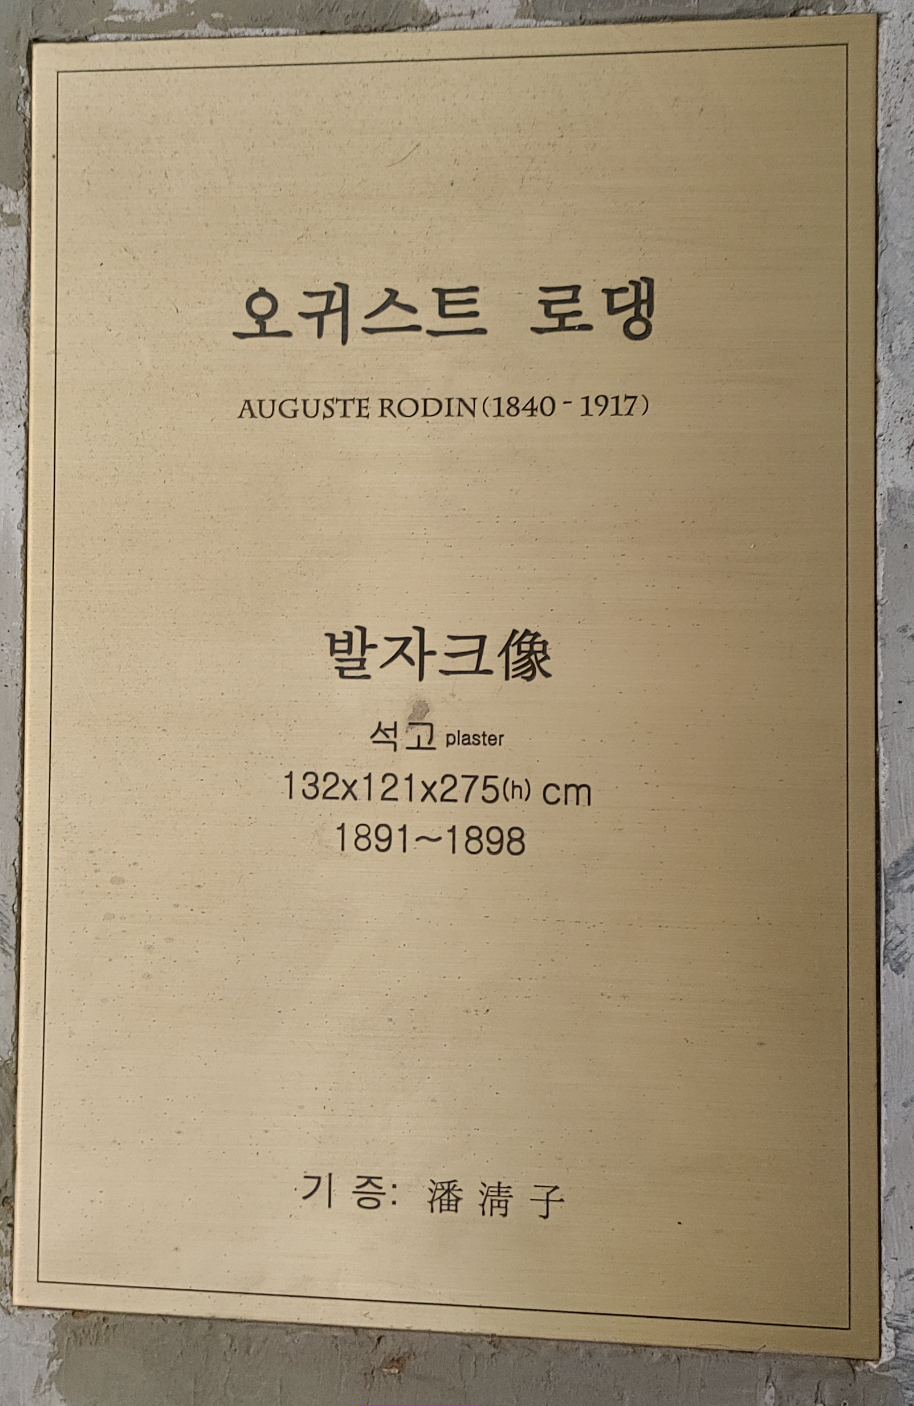 오귀스트 로댕
AUGUSTE RODIN(1840-1917)
발자크像
석고 plaster
132x121x275(h) cm
1891~1898
기 증: 潘 淸 子